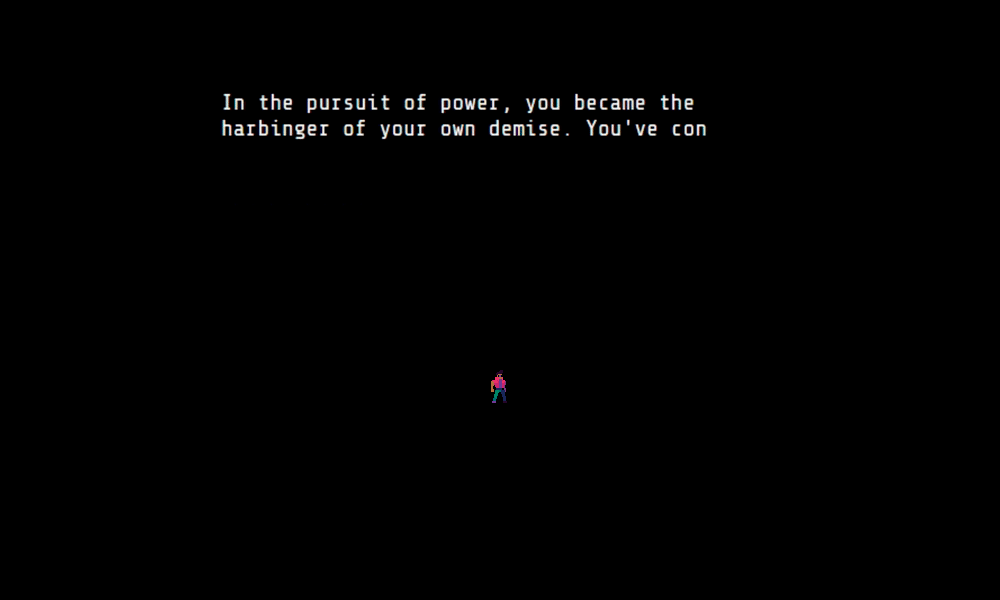 In the pursuit of power, you became the
harbinger of your own demise. You've con